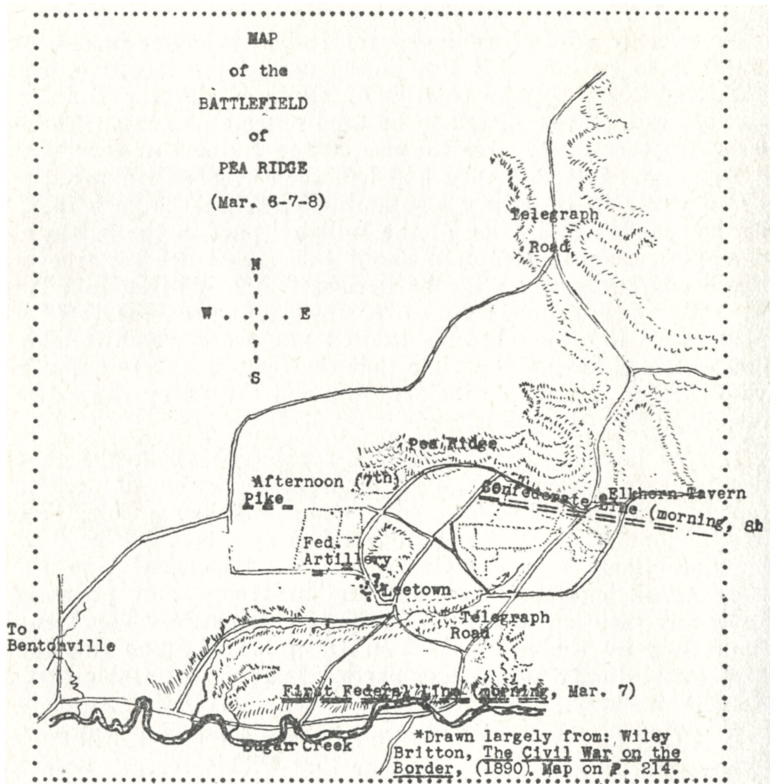 MAP
of the
BATTLEFIELD
of
PEA RIDGE
(Mar. 6-7-8)
N
W E
S
Telegraph
Road
Pea Ridge
Afternoon (7th)
Pike
Elkhorn Tavern
Confederate Line (morning, 8th
Fed.
Artillery
Leetown
Telegraph
Road
To
Bentonville
First Federal Line (morning, Mar. 7)
Sugar Creek
*Drawn largely from: Wiley
Britton, The Civil War on the
Border, (1890) Map on p. 214.